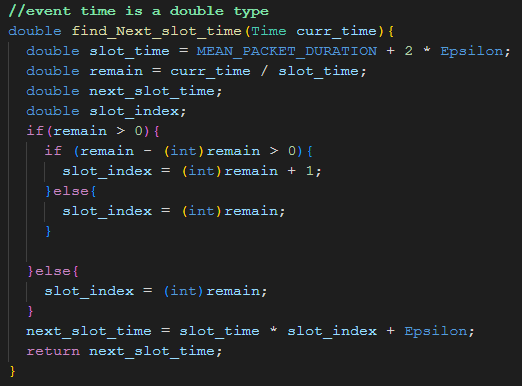 //event time is a double type
double find_Next_slot_time(Time curr_time){
  double slot_time = MEAN_PACKET_DURATION + 2 * Epsilon;
  double remain = curr_time / slot_time;
  double next_slot_time;
  double slot_index;
  if(remain > 0){
    if (remain - (int)remain > 0){
      slot_index = (int)remain + 1;
    }else{
      slot_index = (int)remain;
    }
  }else{
    slot_index = (int)remain;
  }
  next_slot_time = slot_time * slot_index + Epsilon;
  return next_slot_time;
}